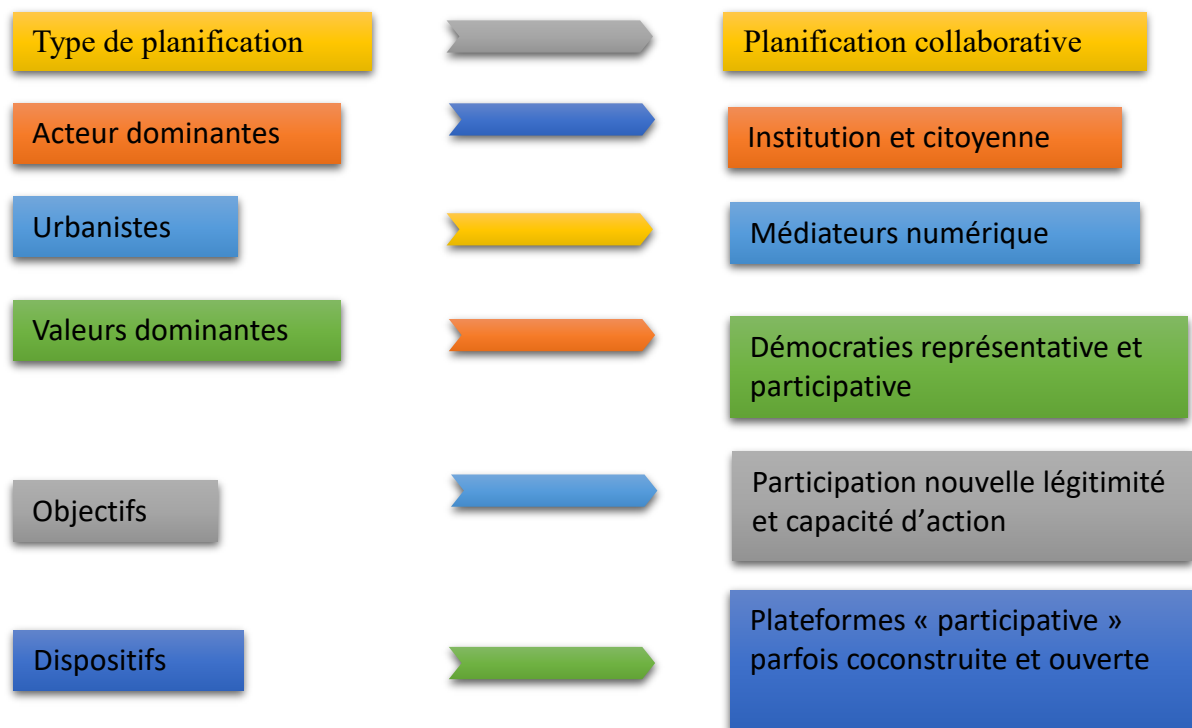 Type de planification
Planification collaborative
Acteur dominantes
Institution et citoyenne
Urbanistes
Médiateurs numérique
Valeurs dominantes
Démocraties représentative et
participative
Objectifs
Participation nouvelle légitimité
et capacité d’action
Dispositifs
Plateformes « participative »
parfois coconstruite et ouverte